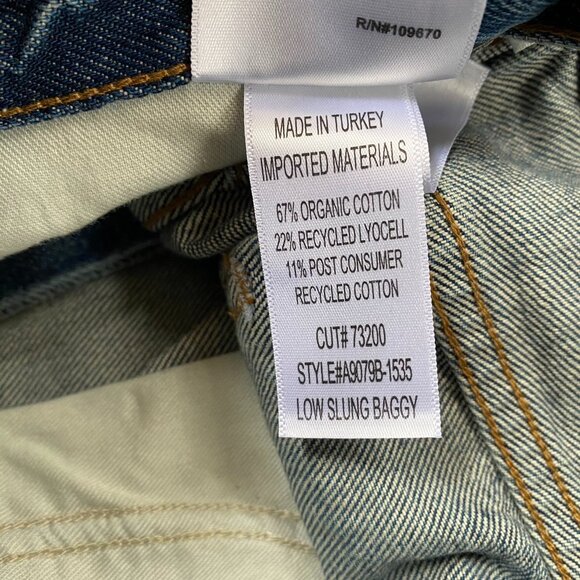 R/N#109670
MADE IN TURKEY
IMPORTED MATERIALS
67% ORGANIC COTTON
22% RECYCLED LYOCELL
11% POST CONSUMER
RECYCLED COTTON
CUT# 73200
STYLE#A9079B-1535
LOW SLUNG BAGGY